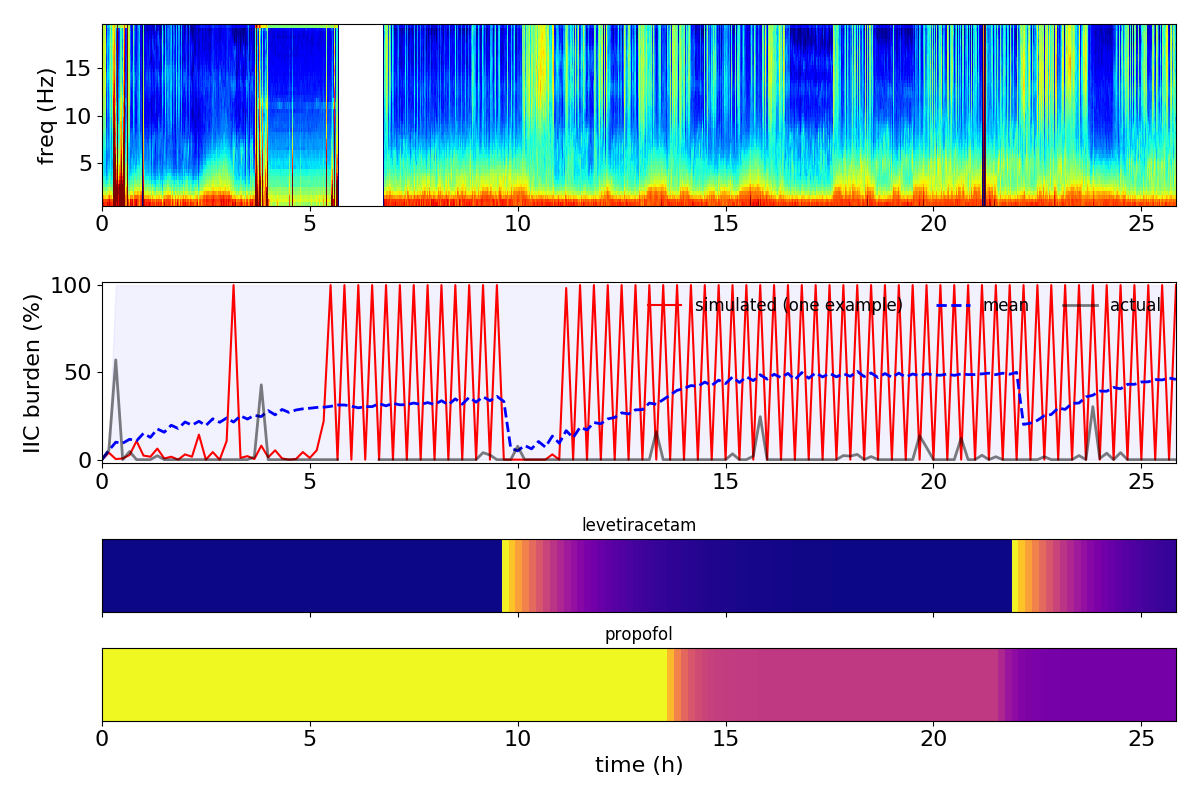 freq (Hz)
15
10
5
0 5 10 15 20 25
IIC burden (%)
100
50
0
simulated (one example) mean actual
0 5 10 15 20 25
levetiracetam
propofol
0 5 10 15 20 25
time (h)